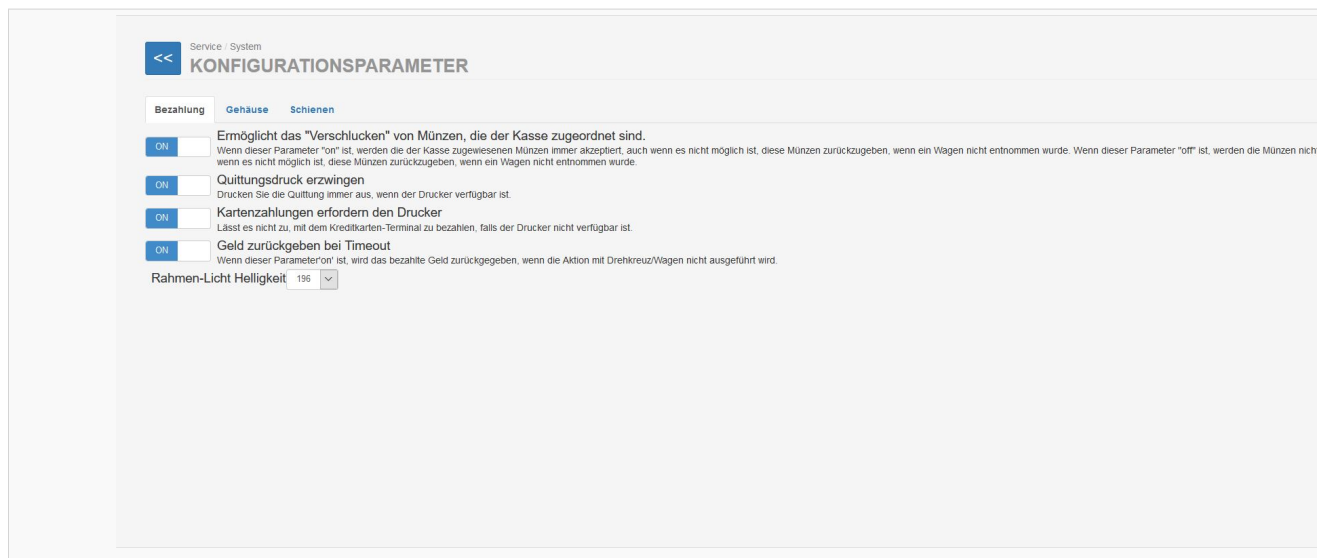 <<
Service / System
KONFIGURATIONSPARAMETER
Bezahlung Gehäuse Schienen
ON
Ermöglicht das "Verschlucken" von Münzen, die der Kasse zugeordnet sind.
Wenn dieser Parameter "on" ist, werden die der Kasse zugewiesenen Münzen immer akzeptiert, auch wenn es nicht möglich ist, diese Münzen zurückzugeben, wenn ein Wagen nicht entnommen wurde. Wenn dieser Parameter "off" ist, werden die Münzen nich
wenn es nicht möglich ist, diese Münzen zurückzugeben, wenn ein Wagen nicht entnommen wurde.
ON
Quittungsdruck erzwingen
Drucken Sie die Quittung immer aus, wenn der Drucker verfügbar ist.
ON
Kartenzahlungen erfordern den Drucker
Lässt es nicht zu, mit dem Kreditkarten-Terminal zu bezahlen, falls der Drucker nicht verfügbar ist.
ON
Geld zurückgeben bei Timeout
Wenn dieser Parameter'on' ist, wird das bezahlte Geld zurückgegeben, wenn die Aktion mit Drehkreuz/Wagen nicht ausgeführt wird.
Rahmen-Licht Helligkeit 196